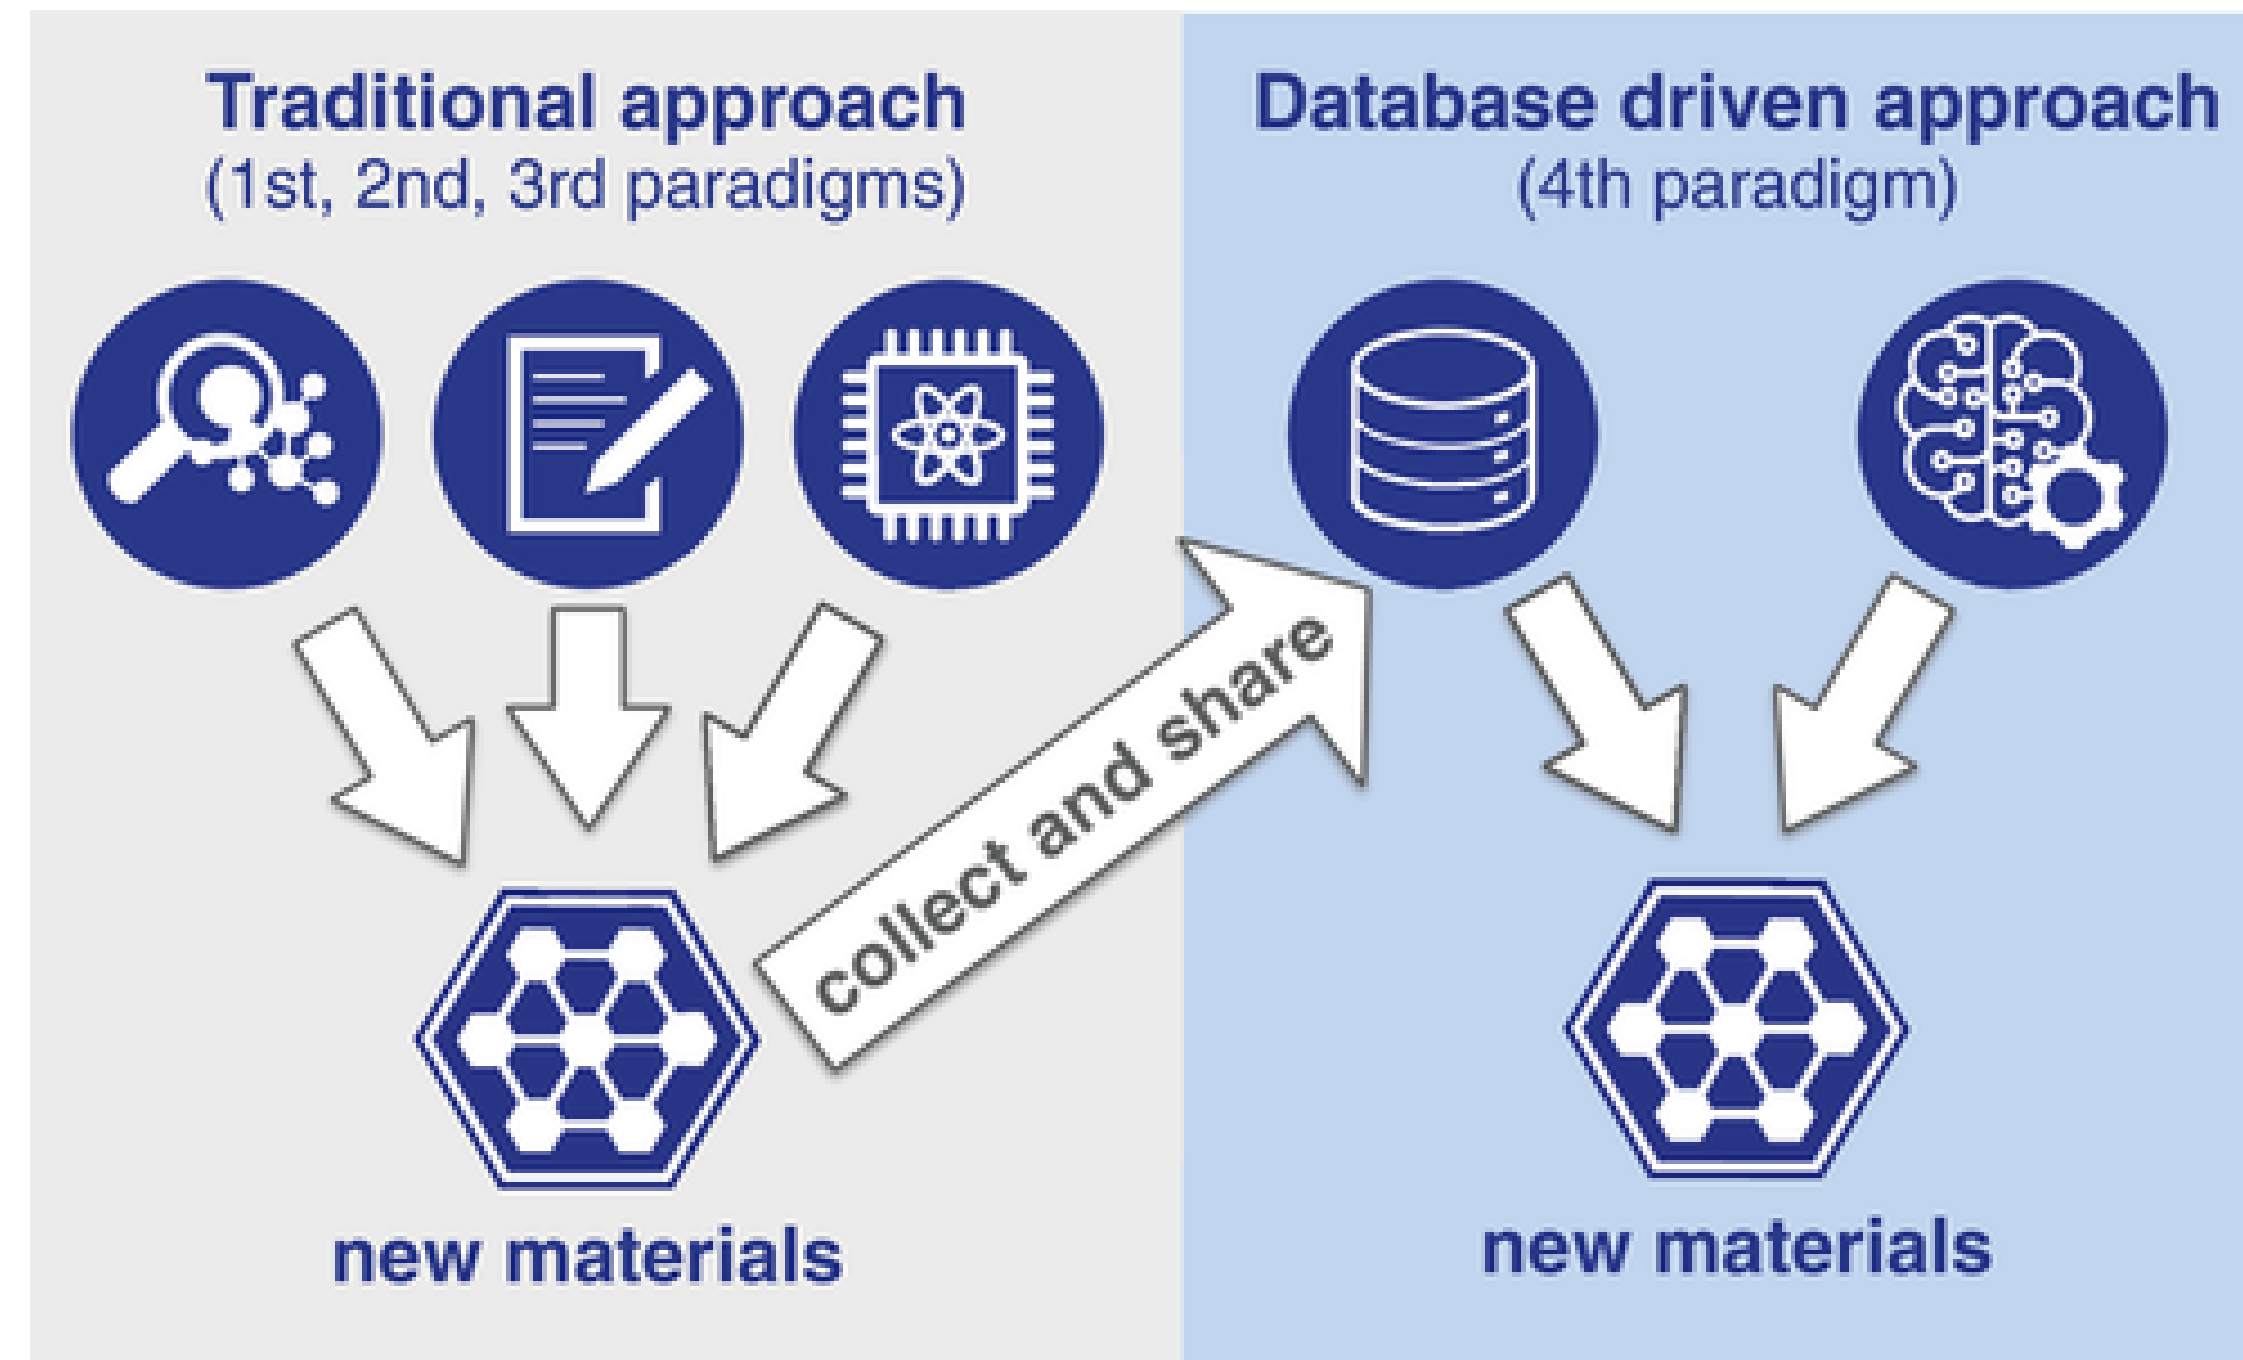 Traditional approach
(1st, 2nd, 3rd paradigms)
new materials
collect and share
Database driven approach
(4th paradigm)
new materials